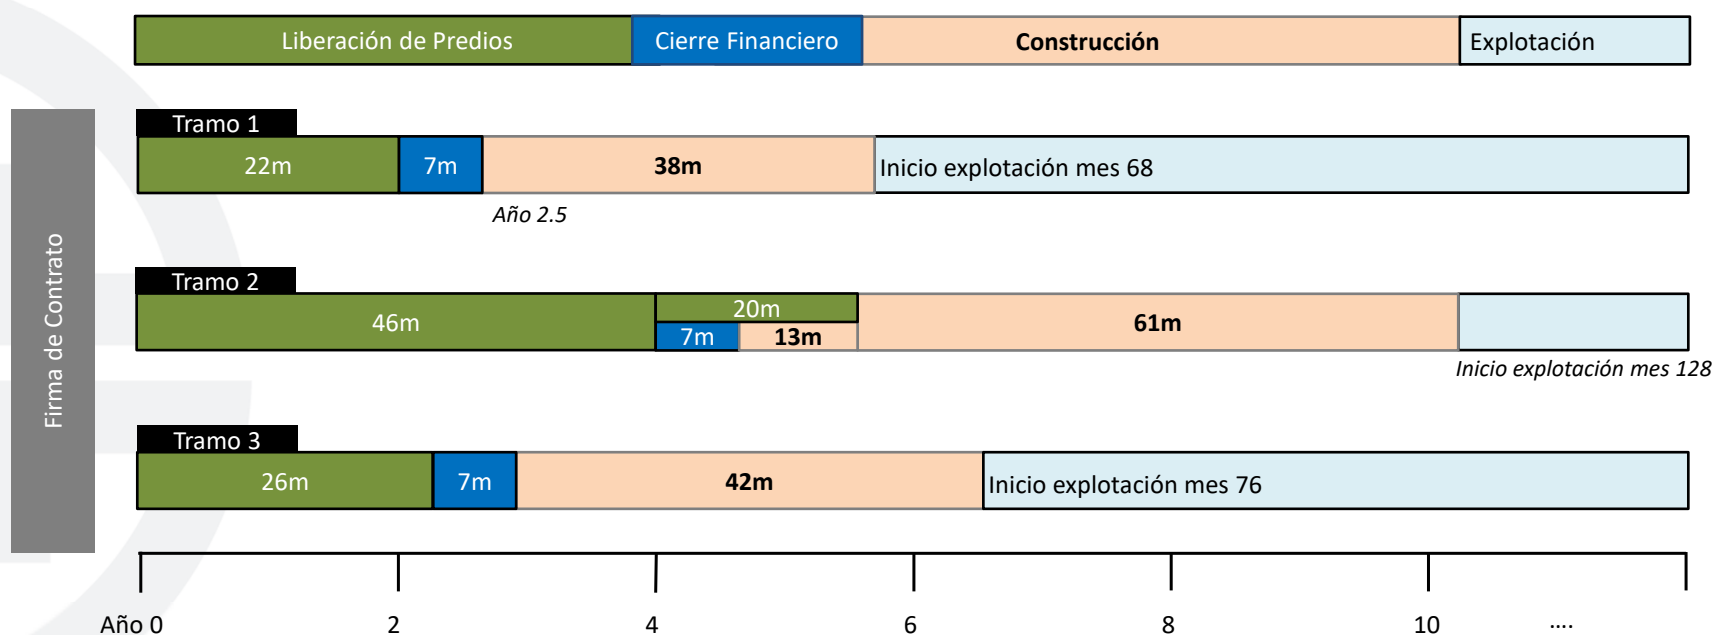 Liberación de Predios Cierre Financiero Construcción Explotación
Firma de Contrato
Tramo 1
22m 7m 38m Inicio explotación mes 68
Año 2.5
Tramo 2
46m 20m 61m
7m 13m
Inicio explotación mes 128
Tramo 3
26m 7m 42m Inicio explotación mes 76
Año 0 2 4 6 8 10 ....